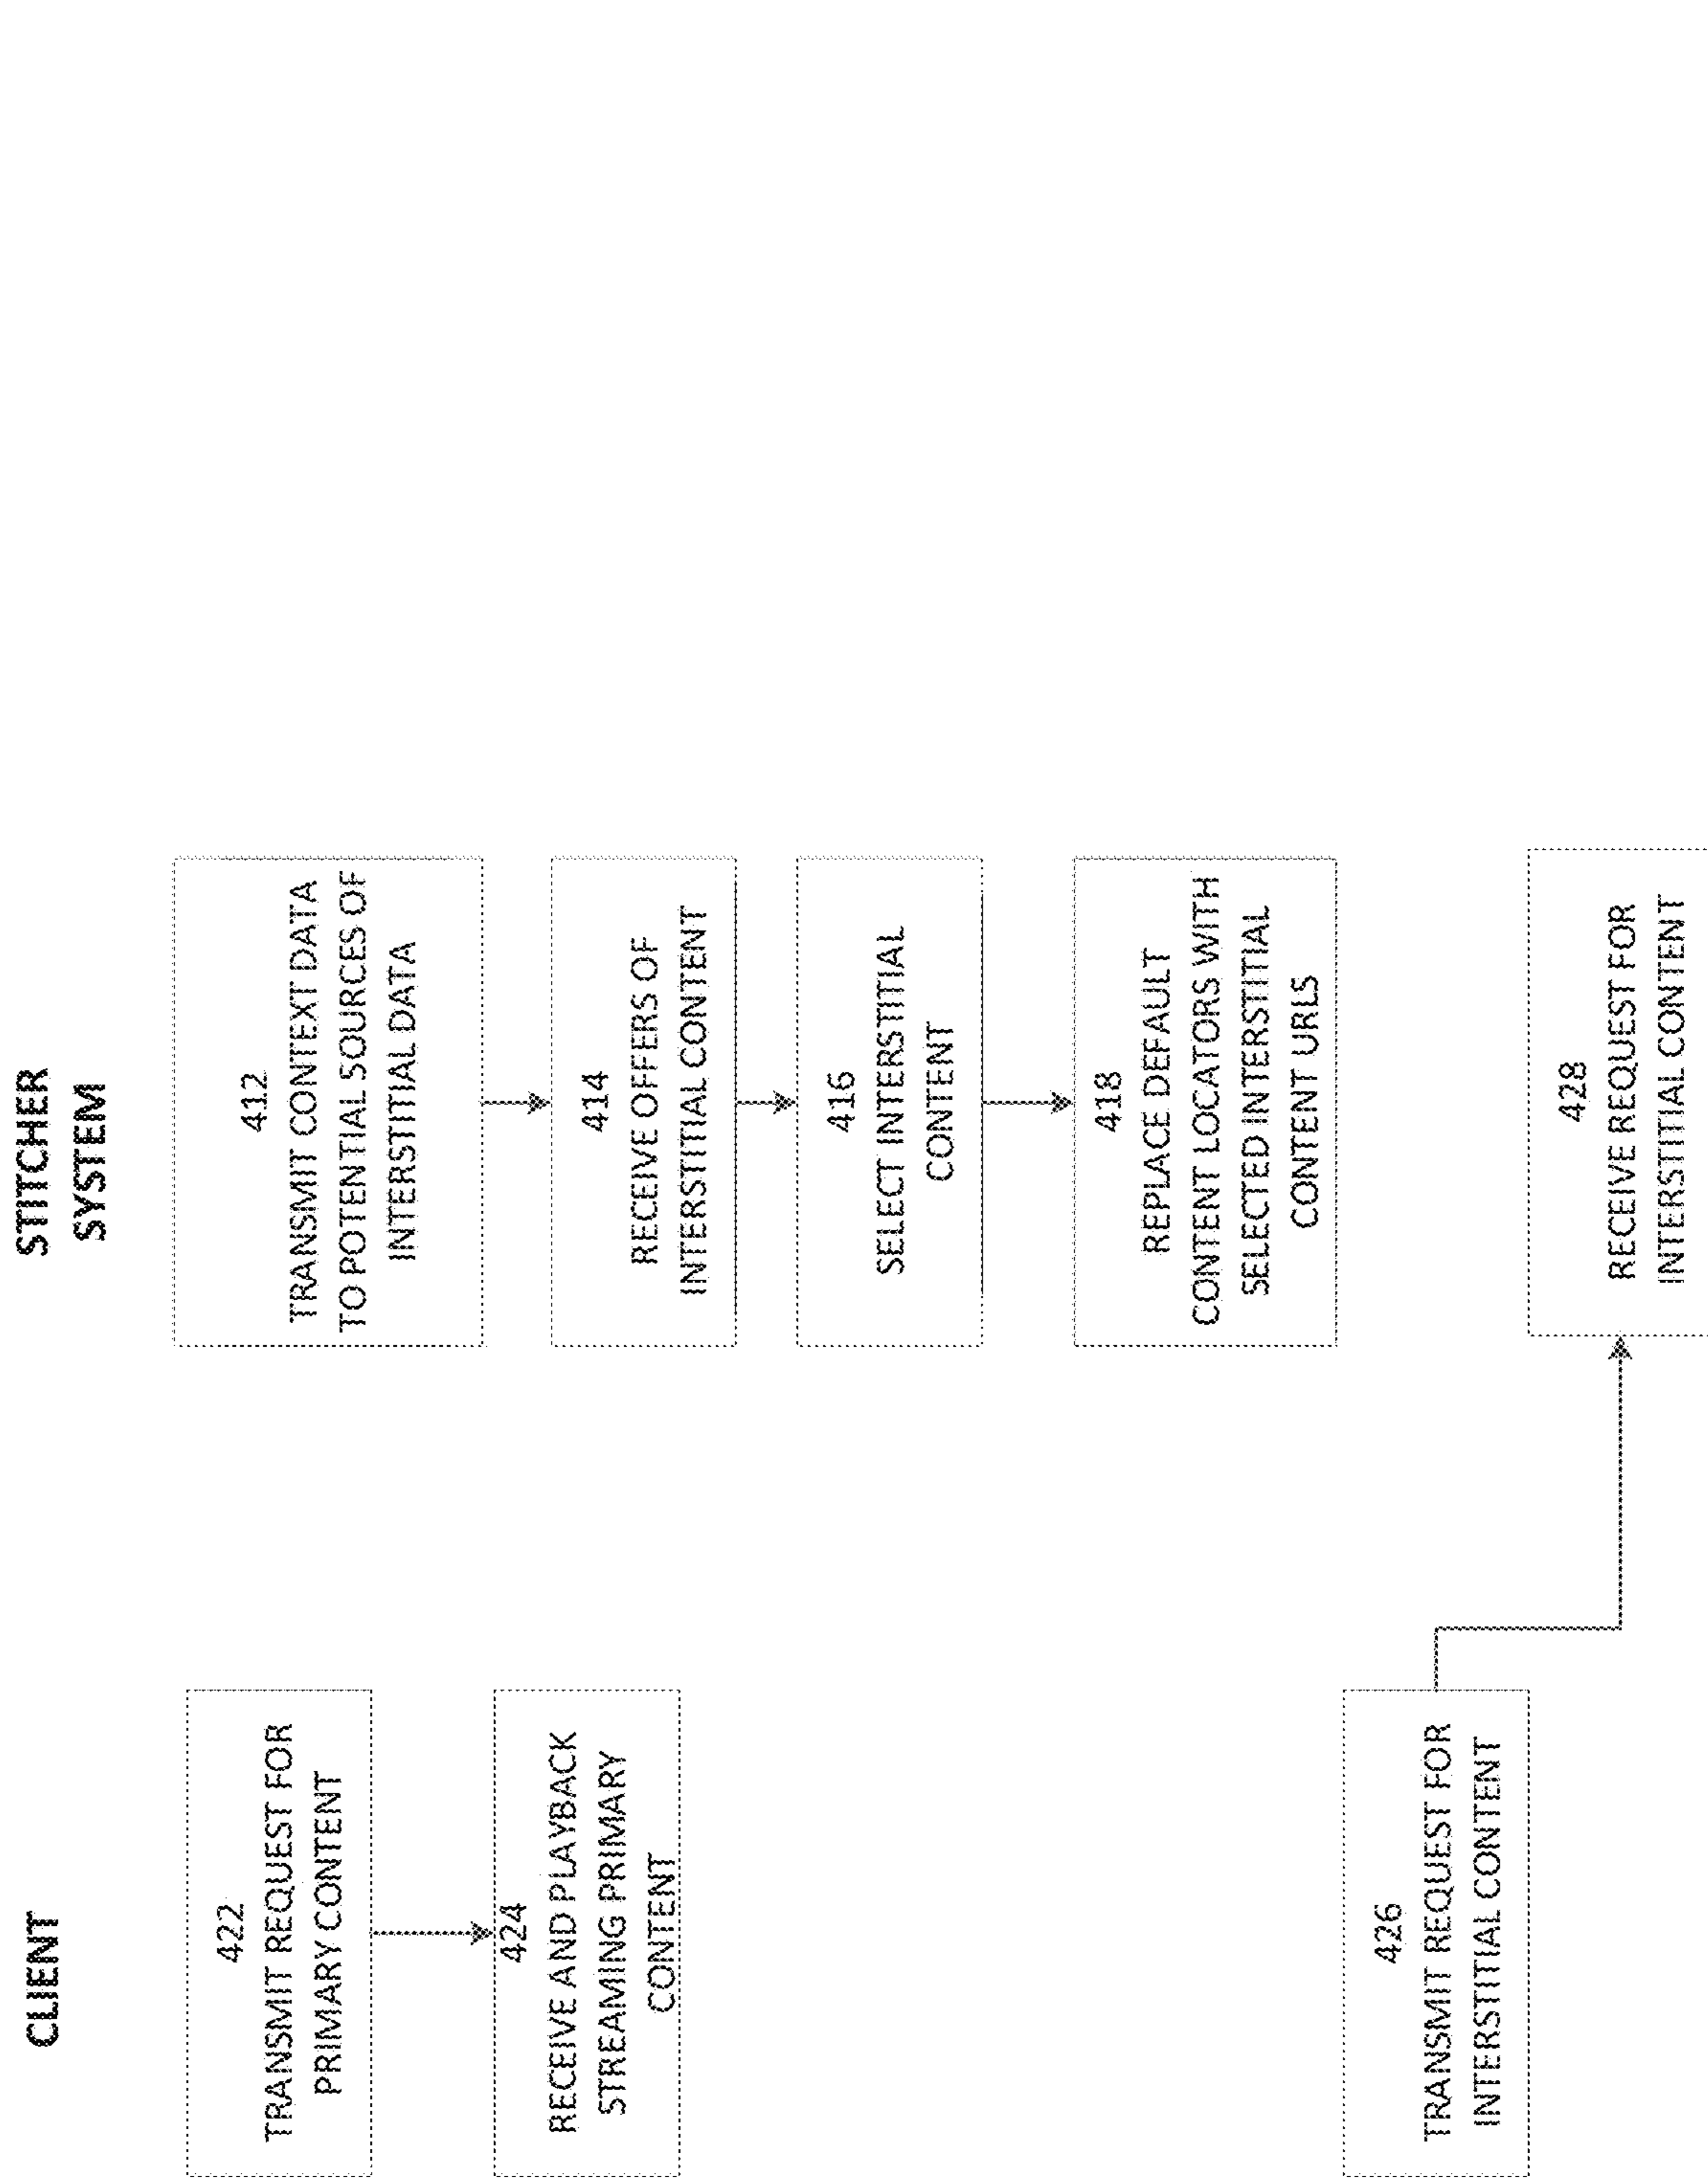 CLIENT
422
TRANSMIT REQUEST FOR
PRIMARY CONTENT
424
RECEIVE AND PLAYBACK
STREAMING PRIMARY
CONTENT
426
TRANSMIT REQUEST FOR
INTERSTITIAL CONTENT
STITCHER
SYSTEM
412
TRANSMIT CONTEXT DATA
TO POTENTIAL SOURCES OF
INTERSTITIAL DATA
414
RECEIVE OFFERS OF
INTERSTITIAL CONTENT
416
SELECT INTERSTITIAL
CONTENT
418
REPLACE DEFAULT
CONTENT LOCATORS WITH
SELECTED INTERSTITIAL
CONTENT URLS
428
RECEIVE REQUEST FOR
INTERSTITIAL CONTENT